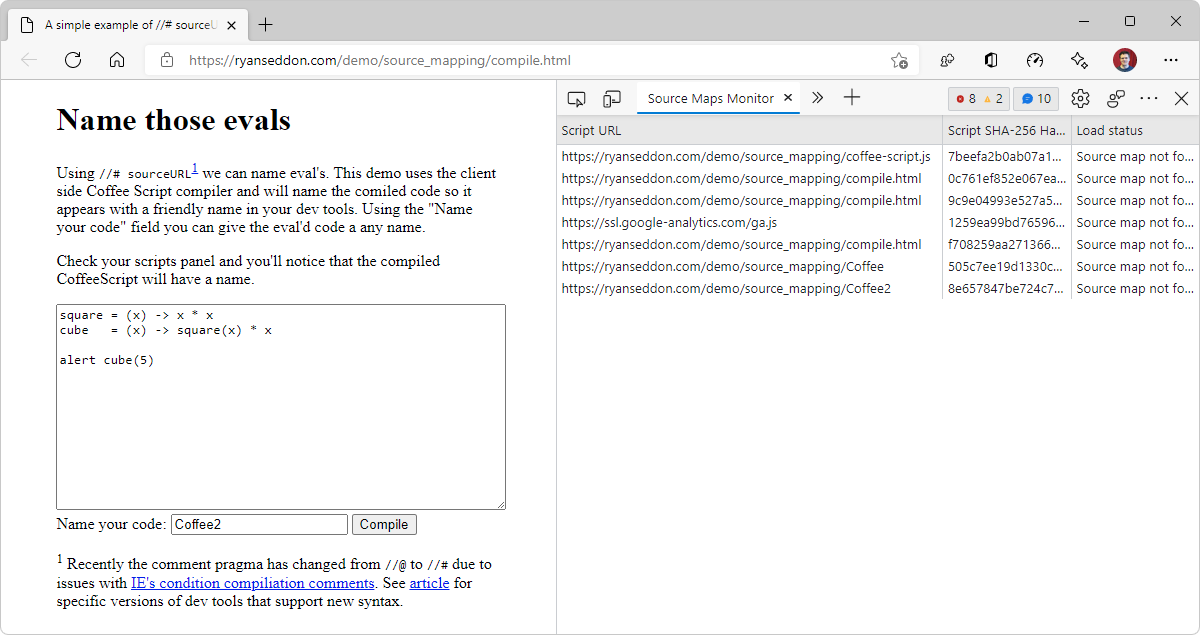 A simple example of //# sourceU
https://ryanseddon.com/demo/source_mapping/compile.html
Name those evals
Using //# sourceURL1 we can name eval's. This demo uses the client
side Coffee Script compiler and will name the comiled code so it
appears with a friendly name in your dev tools. Using the "Name
your code" field you can give the eval'd code a any name.
Check your scripts panel and you'll notice that the compiled
CoffeeScript will have a name.
square = (x) -> x * x
cube   = (x) -> square(x) * x
alert cube(5)
Name your code: Coffee2 Compile
1 Recently the comment pragma has changed from //@ to //# due to
issues with IE's condition compiliation comments. See article for
specific versions of dev tools that support new syntax.
Source Maps Monitor
8 2 10
Script URL Script SHA-256 Ha... Load status
https://ryanseddon.com/demo/source_mapping/coffee-script.js 7beefa2b0ab07a1... Source map not fo...
https://ryanseddon.com/demo/source_mapping/compile.html 0c761ef852e067ea... Source map not fo...
https://ryanseddon.com/demo/source_mapping/compile.html 9c9e04993e527a5... Source map not fo...
https://ssl.google-analytics.com/ga.js 1259ea99bd76596... Source map not fo...
https://ryanseddon.com/demo/source_mapping/compile.html f708259aa271366... Source map not fo...
https://ryanseddon.com/demo/source_mapping/Coffee 505c7ee19d1330c... Source map not fo...
https://ryanseddon.com/demo/source_mapping/Coffee2 8e657847be724c7... Source map not fo...